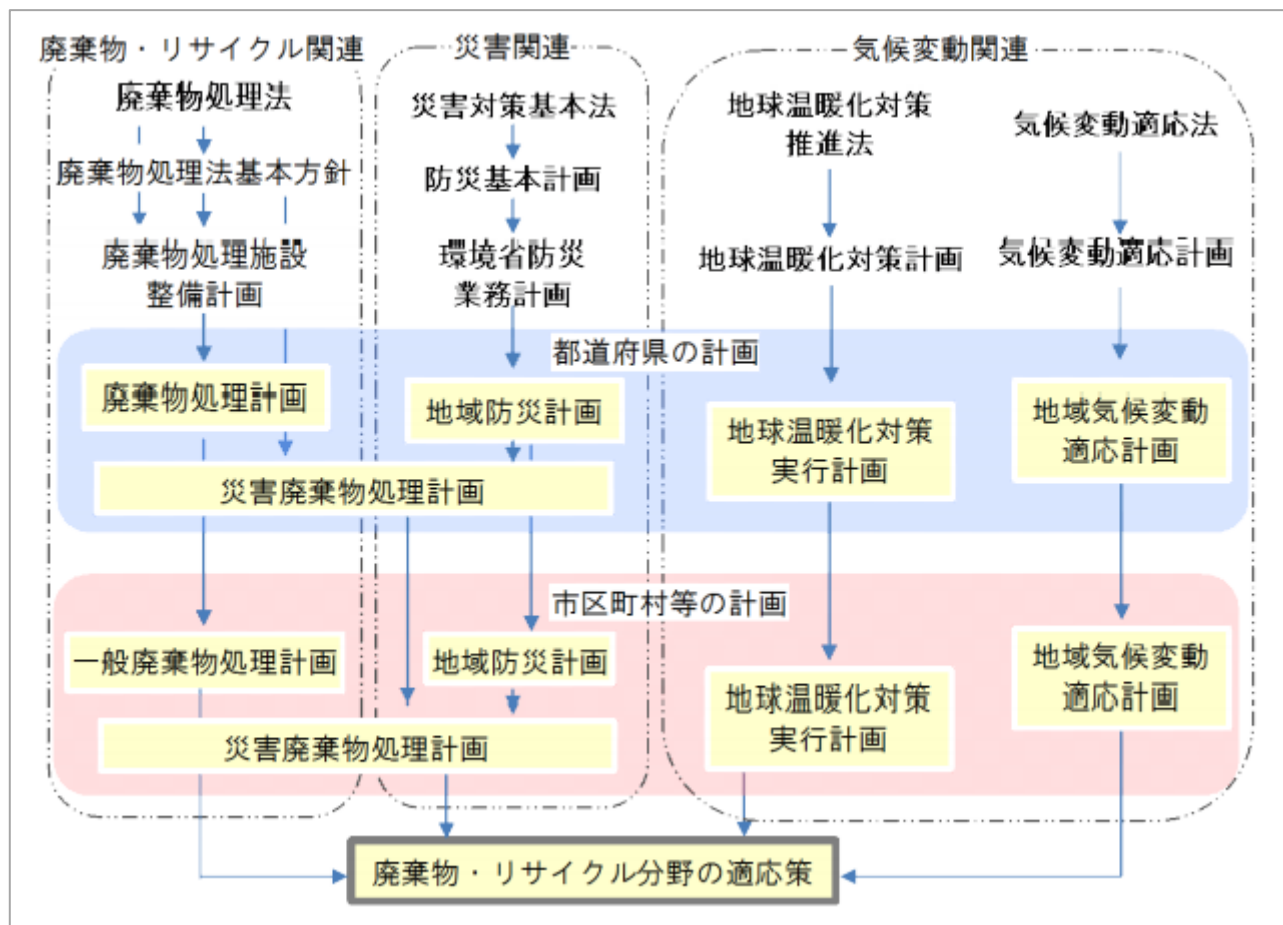 廃棄物・リサイクル関連
災害関連
気候変動関連
廃棄物処理法
災害対策基本法
地球温暖化対策
推進法
気候変動適応法
廃棄物処理法基本方針
防災基本計画
廃棄物処理施設
整備計画
環境省防災
業務計画
地球温暖化対策計画
気候変動適応計画
都道府県の計画
廃棄物処理計画
地域防災計画
地球温暖化対策
実行計画
地域気候変動
適応計画
災害廃棄物処理計画
市区町村等の計画
一般廃棄物処理計画
地域防災計画
地球温暖化対策
実行計画
地域気候変動
適応計画
災害廃棄物処理計画
廃棄物・リサイクル分野の適応策